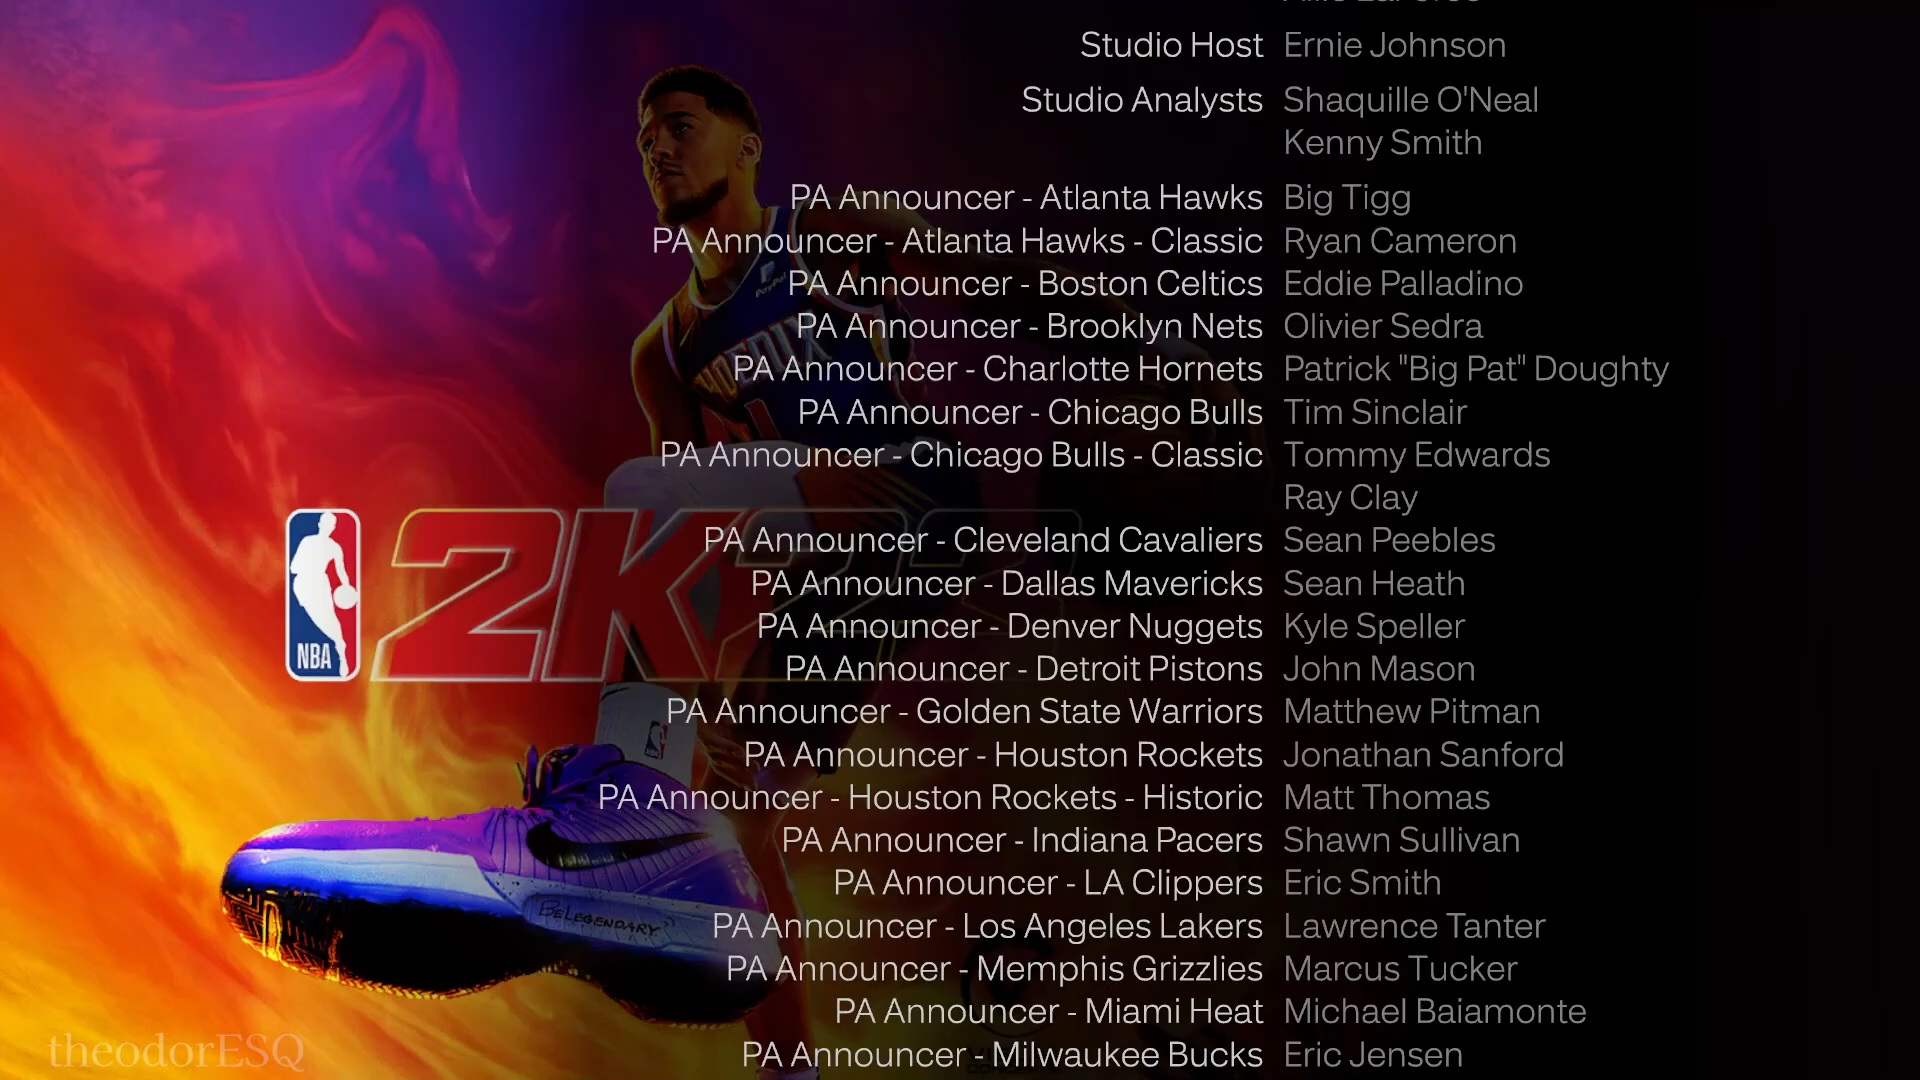 Studio Host Ernie Johnson
Studio Analysts Shaquille O'Neal
Kenny Smith
PA Announcer - Atlanta Hawks Big Tigg
PA Announcer - Atlanta Hawks - Classic Ryan Cameron
PA Announcer - Boston Celtics Eddie Palladino
PA Announcer - Brooklyn Nets Olivier Sedra
PA Announcer - Charlotte Hornets Patrick "Big Pat" Doughty
PA Announcer - Chicago Bulls Tim Sinclair
PA Announcer - Chicago Bulls - Classic Tommy Edwards
Ray Clay
PA Announcer - Cleveland Cavaliers Sean Peebles
PA Announcer - Dallas Mavericks Sean Heath
PA Announcer - Denver Nuggets Kyle Speller
PA Announcer - Detroit Pistons John Mason
PA Announcer - Golden State Warriors Matthew Pitman
PA Announcer - Houston Rockets Jonathan Sanford
PA Announcer - Houston Rockets - Historic Matt Thomas
PA Announcer - Indiana Pacers Shawn Sullivan
PA Announcer - LA Clippers Eric Smith
PA Announcer - Los Angeles Lakers Lawrence Tanter
PA Announcer - Memphis Grizzlies Marcus Tucker
PA Announcer - Miami Heat Michael Baiamonte
PA Announcer - Milwaukee Bucks Eric Jensen
NBA
2K23
PayPal
BELEGENDARY
theodorESQ